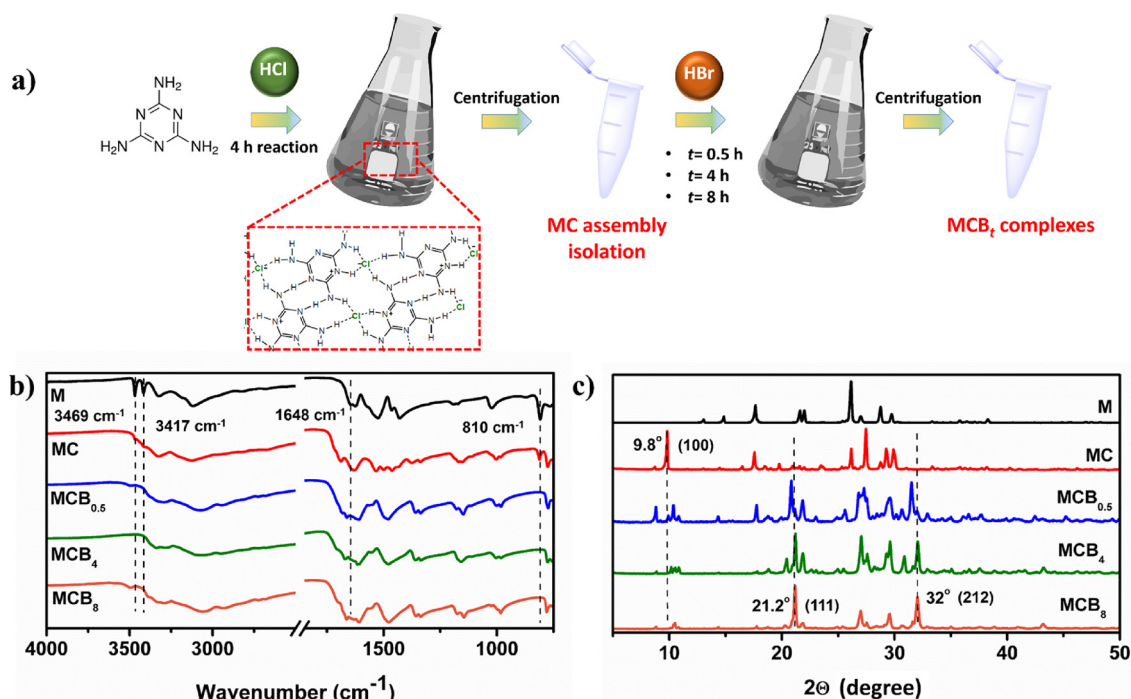 a)
NH₂
N
N
H₂N
N
NH₂
HCl
4 h reaction
Centrifugation
MC assembly
isolation
HBr
• t= 0.5 h
• t= 4 h
• t= 8 h
Centrifugation
MCBₜ complexes
b)
M
3469 cm⁻¹
3417 cm⁻¹
1648 cm⁻¹
810 cm⁻¹
MC
MCB₀.₅
MCB₄
MCB₈
4000
3500
3000
1500
1000
Wavenumber (cm⁻¹)
c)
M
9.8° (100)
MC
MCB₀.₅
MCB₄
21.2° (111)
32° (212)
MCB₈
10
20
30
40
50
2Θ (degree)